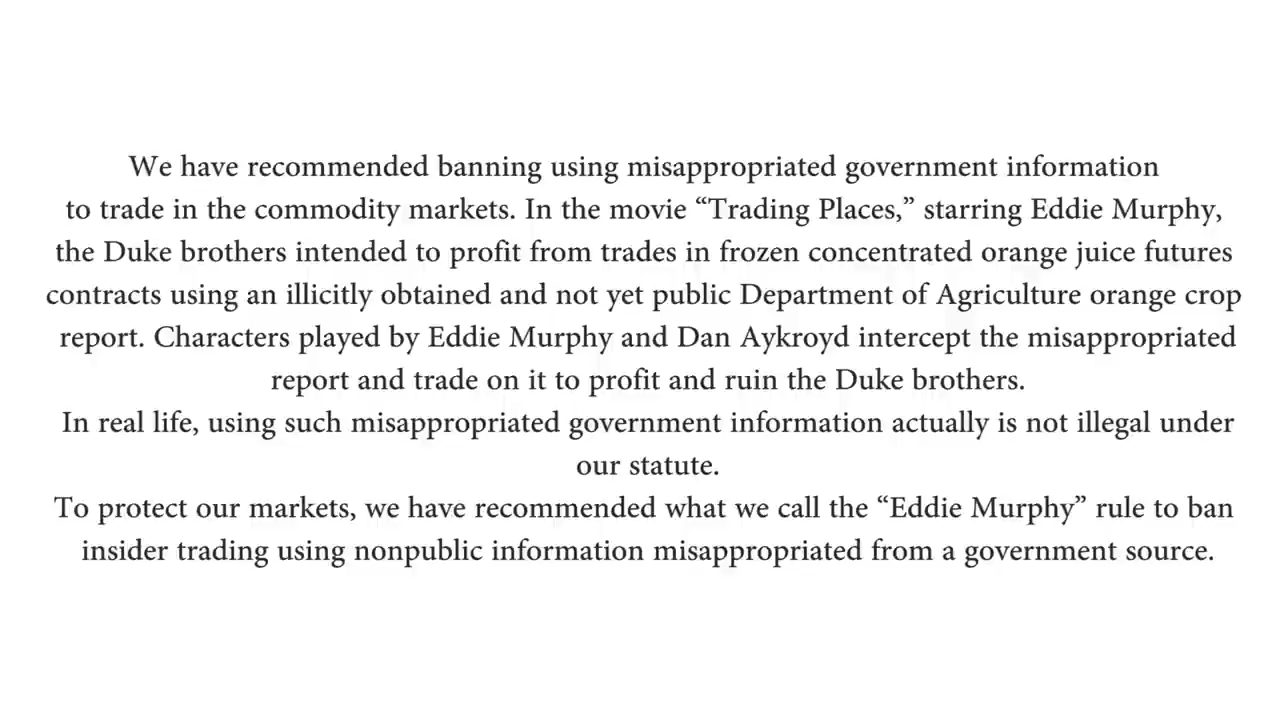 We have recommended banning using misappropriated government information
to trade in the commodity markets. In the movie “Trading Places,” starring Eddie Murphy,
the Duke brothers intended to profit from trades in frozen concentrated orange juice futures
contracts using an illicitly obtained and not yet public Department of Agriculture orange crop
report. Characters played by Eddie Murphy and Dan Aykroyd intercept the misappropriated
report and trade on it to profit and ruin the Duke brothers.
In real life, using such misappropriated government information actually is not illegal under
our statute.
To protect our markets, we have recommended what we call the “Eddie Murphy” rule to ban
insider trading using nonpublic information misappropriated from a government source.